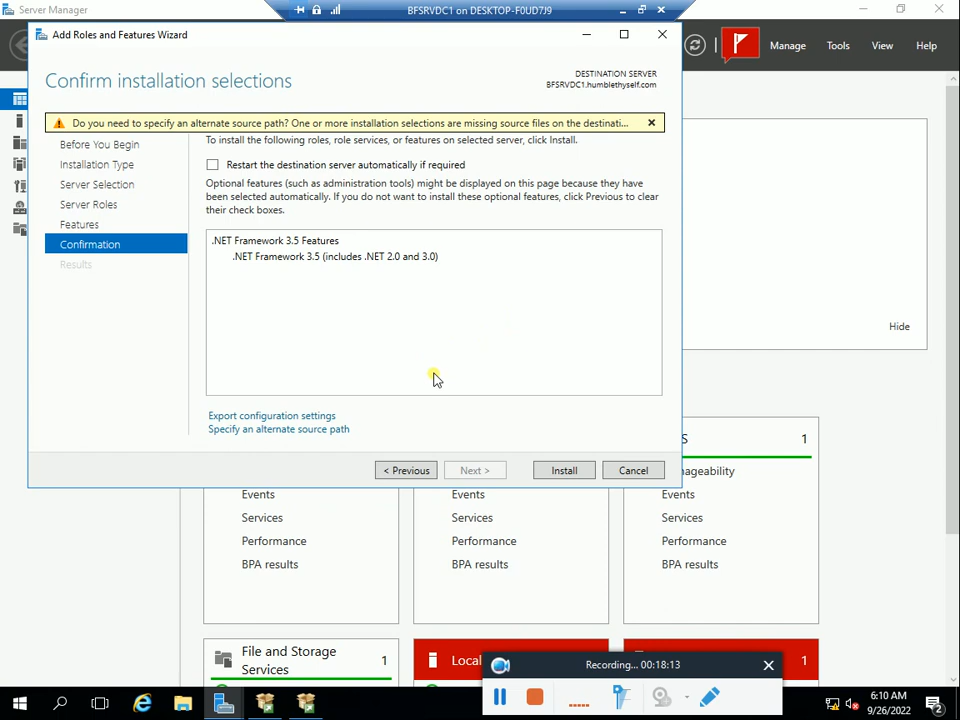 Server Manager
BFSRVDC1 on DESKTOP-F0UD7J9
Manage
Tools
View
Help
Add Roles and Features Wizard
Confirm installation selections
DESTINATION SERVER
BFSRVDC1.humblethyself.com
Do you need to specify an alternate source path? One or more installation selections are missing source files on the destinati...
Before You Begin
Installation Type
Server Selection
Server Roles
Features
Confirmation
Results
To install the following roles, role services, or features on selected server, click Install.
Restart the destination server automatically if required
Optional features (such as administration tools) might be displayed on this page because they have
been selected automatically. If you do not want to install these optional features, click Previous to clear
their check boxes.
.NET Framework 3.5 Features
.NET Framework 3.5 (includes .NET 2.0 and 3.0)
Export configuration settings
Specify an alternate source path
< Previous
Next >
Install
Cancel
Hide
S
1
nageability
Events
Services
Performance
BPA results
Events
Services
Performance
BPA results
Events
Services
Performance
BPA results
File and Storage
Services
1
Local
1
Recording... 00:18:13
6:10 AM
9/26/2022
2